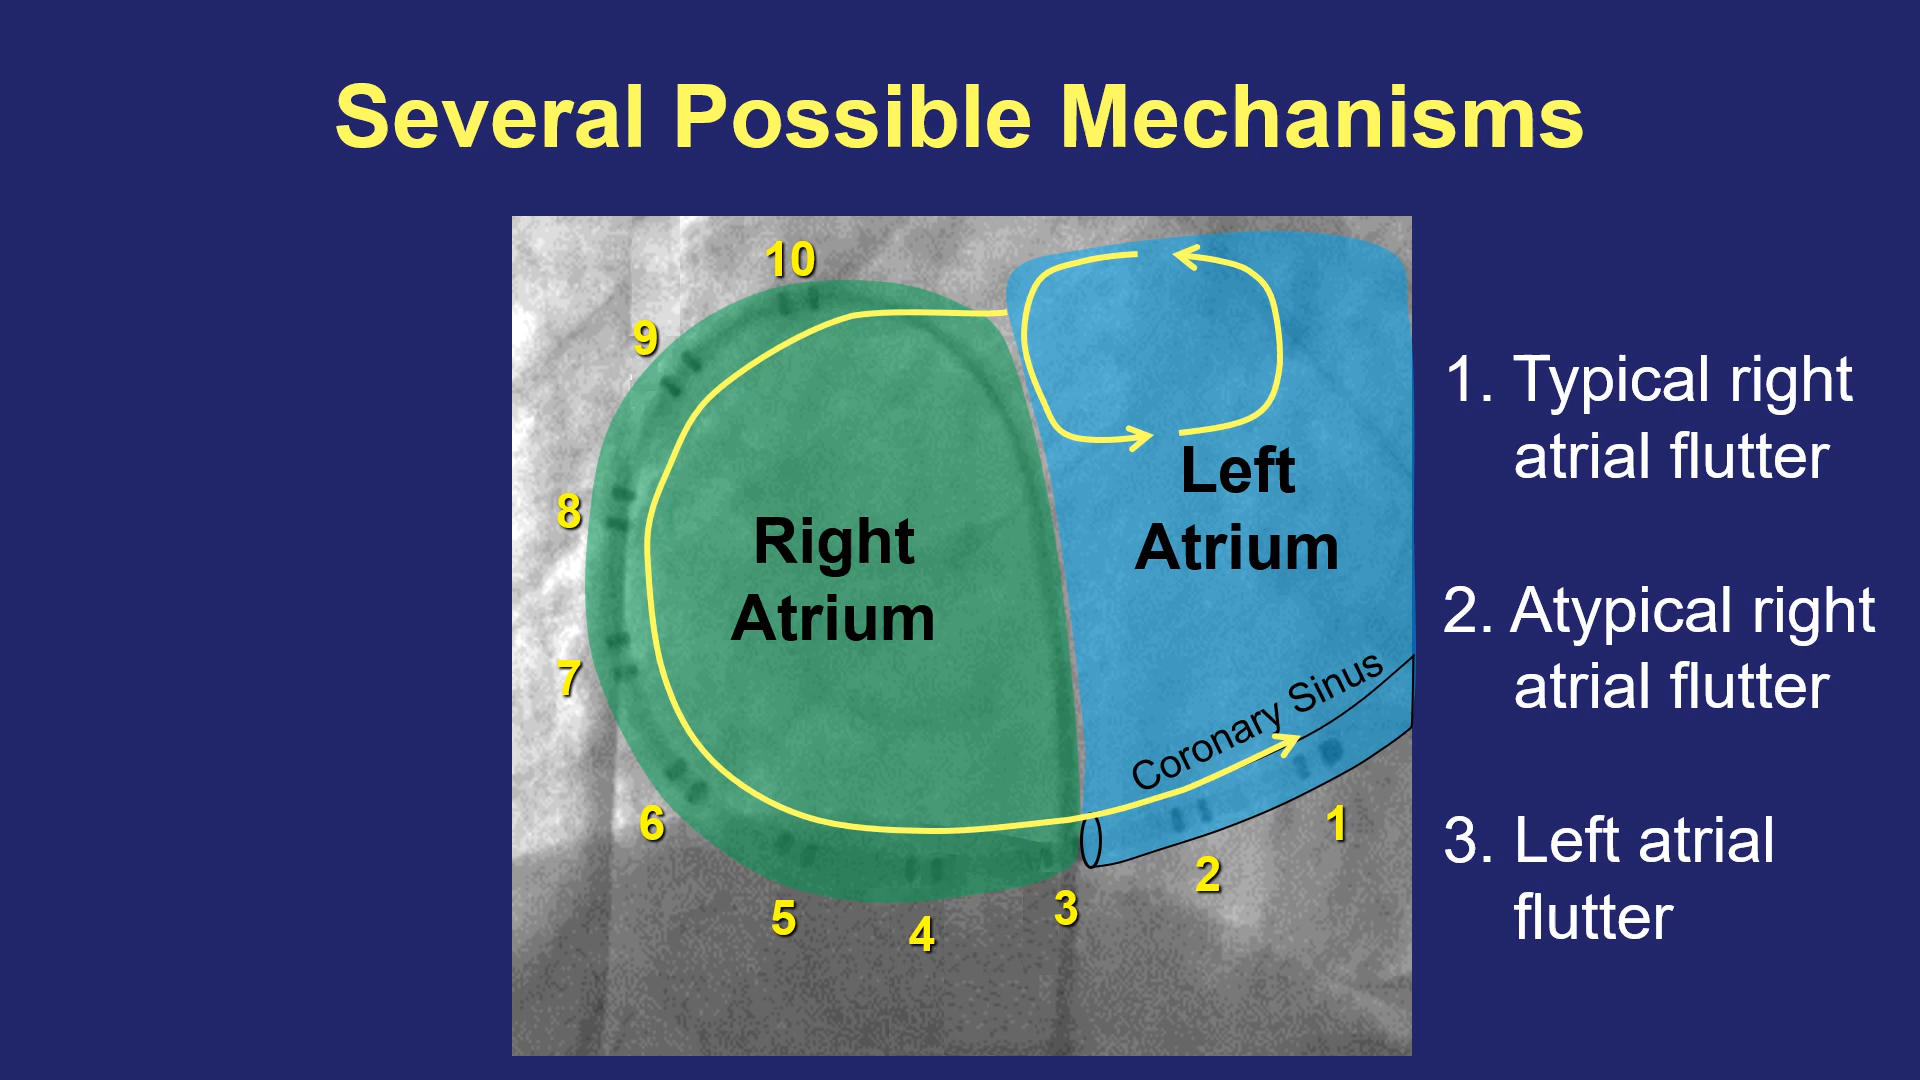 Several Possible Mechanisms
10
9
8
7
6
5
4
3
2
1
Right
Atrium
Left
Atrium
Coronary Sinus
1. Typical right
atrial flutter
2. Atypical right
atrial flutter
3. Left atrial
flutter